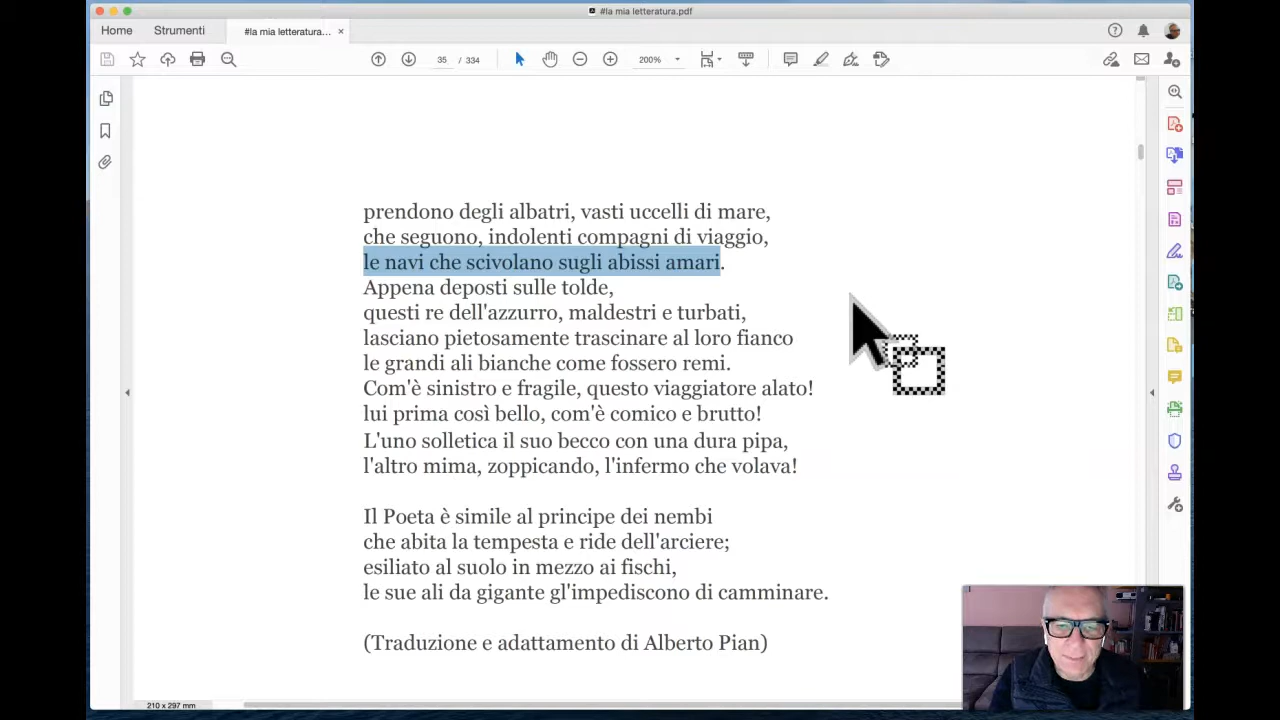 #la mia letteratura.pdf
Home Strumenti #la mia letteratura... ×
35 / 334 200%
prendono degli albatri, vasti uccelli di mare,
che seguono, indolenti compagni di viaggio,
le navi che scivolano sugli abissi amari.
Appena deposti sulle tolde,
questi re dell'azzurro, maldestri e turbati,
lasciano pietosamente trascinare al loro fianco
le grandi ali bianche come fossero remi.
Com'è sinistro e fragile, questo viaggiatore alato!
lui prima così bello, com'è comico e brutto!
L'uno solletica il suo becco con una dura pipa,
l'altro mima, zoppicando, l'infermo che volava!
Il Poeta è simile al principe dei nembi
che abita la tempesta e ride dell'arciere;
esiliato al suolo in mezzo ai fischi,
le sue ali da gigante gl'impediscono di camminare.
(Traduzione e adattamento di Alberto Pian)
210 x 297 mm